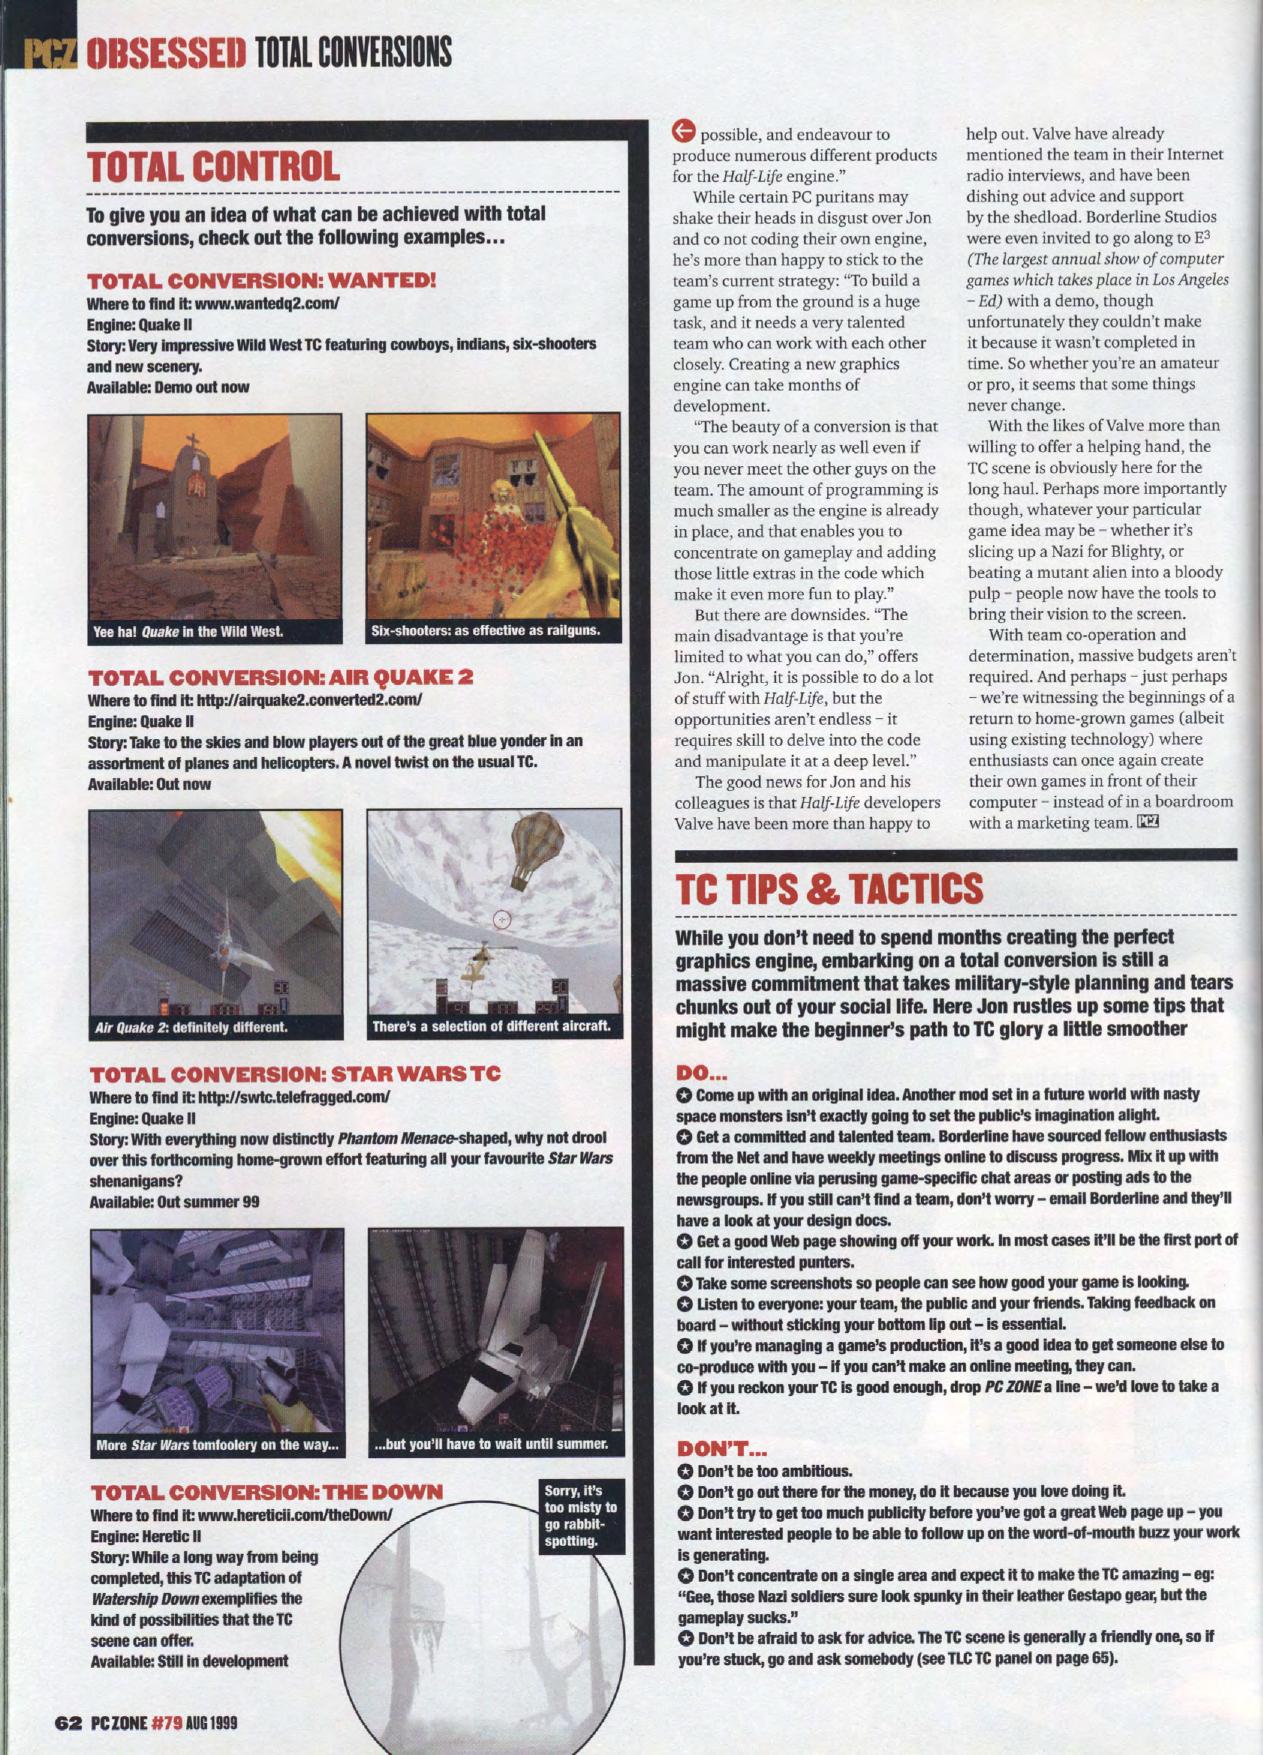 PCZ OBSESSED TOTAL CONVERSIONS
TOTAL CONTROL
To give you an idea of what can be achieved with total
conversions, check out the following examples...
TOTAL CONVERSION: WANTED!
Where to find it: www.wantedq2.com/
Engine: Quake II
Story: Very impressive Wild West TC featuring cowboys, indians, six-shooters
and new scenery.
Available: Demo out now
Yee ha! Quake in the Wild West.
Six-shooters: as effective as railguns.
TOTAL CONVERSION: AIR QUAKE 2
Where to find it: http://airquake2.converted2.com/
Engine: Quake II
Story: Take to the skies and blow players out of the great blue yonder in an
assortment of planes and helicopters. A novel twist on the usual TC.
Available: Out now
Air Quake 2: definitely different.
There's a selection of different aircraft.
TOTAL CONVERSION: STAR WARS TC
Where to find it: http://swtc.telefragged.com/
Engine: Quake II
Story: With everything now distinctly Phantom Menace-shaped, why not drool
over this forthcoming home-grown effort featuring all your favourite Star Wars
shenanigans?
Available: Out summer 99
More Star Wars tomfoolery on the way...
...but you'll have to wait until summer.
TOTAL CONVERSION: THE DOWN
Where to find it: www.hereticii.com/theDown/
Engine: Heretic II
Story: While a long way from being
completed, this TC adaptation of
Watership Down exemplifies the
kind of possibilities that the TC
scene can offer.
Available: Still in development
Sorry, it's
too misty to
go rabbit-
spotting.
possible, and endeavour to
produce numerous different products
for the Half-Life engine."
While certain PC puritans may
shake their heads in disgust over Jon
and co not coding their own engine,
he's more than happy to stick to the
team's current strategy: "To build a
game up from the ground is a huge
task, and it needs a very talented
team who can work with each other
closely. Creating a new graphics
engine can take months of
development.
"The beauty of a conversion is that
you can work nearly as well even if
you never meet the other guys on the
team. The amount of programming is
much smaller as the engine is already
in place, and that enables you to
concentrate on gameplay and adding
those little extras in the code which
make it even more fun to play."
But there are downsides. "The
main disadvantage is that you're
limited to what you can do," offers
Jon. "Alright, it is possible to do a lot
of stuff with Half-Life, but the
opportunities aren't endless – it
requires skill to delve into the code
and manipulate it at a deep level."
The good news for Jon and his
colleagues is that Half-Life developers
Valve have been more than happy to
help out. Valve have already
mentioned the team in their Internet
radio interviews, and have been
dishing out advice and support
by the shedload. Borderline Studios
were even invited to go along to E³
(The largest annual show of computer
games which takes place in Los Angeles
– Ed) with a demo, though
unfortunately they couldn't make
it because it wasn't completed in
time. So whether you're an amateur
or pro, it seems that some things
never change.
With the likes of Valve more than
willing to offer a helping hand, the
TC scene is obviously here for the
long haul. Perhaps more importantly
though, whatever your particular
game idea may be – whether it's
slicing up a Nazi for Blighty, or
beating a mutant alien into a bloody
pulp – people now have the tools to
bring their vision to the screen.
With team co-operation and
determination, massive budgets aren't
required. And perhaps – just perhaps
– we're witnessing the beginnings of a
return to home-grown games (albeit
using existing technology) where
enthusiasts can once again create
their own games in front of their
computer – instead of in a boardroom
with a marketing team. PCZ
TC TIPS & TACTICS
While you don't need to spend months creating the perfect
graphics engine, embarking on a total conversion is still a
massive commitment that takes military-style planning and tears
chunks out of your social life. Here Jon rustles up some tips that
might make the beginner's path to TC glory a little smoother
DO...
✪ Come up with an original idea. Another mod set in a future world with nasty
space monsters isn't exactly going to set the public's imagination alight.
✪ Get a committed and talented team. Borderline have sourced fellow enthusiasts
from the Net and have weekly meetings online to discuss progress. Mix it up with
the people online via perusing game-specific chat areas or posting ads to the
newsgroups. If you still can't find a team, don't worry – email Borderline and they'll
have a look at your design docs.
✪ Get a good Web page showing off your work. In most cases it'll be the first port of
call for interested punters.
✪ Take some screenshots so people can see how good your game is looking.
✪ Listen to everyone: your team, the public and your friends. Taking feedback on
board – without sticking your bottom lip out – is essential.
✪ If you're managing a game's production, it's a good idea to get someone else to
co-produce with you – if you can't make an online meeting, they can.
✪ If you reckon your TC is good enough, drop PC ZONE a line – we'd love to take a
look at it.
DON'T...
✪ Don't be too ambitious.
✪ Don't go out there for the money, do it because you love doing it.
✪ Don't try to get too much publicity before you've got a great Web page up – you
want interested people to be able to follow up on the word-of-mouth buzz your work
is generating.
✪ Don't concentrate on a single area and expect it to make the TC amazing – eg:
"Gee, those Nazi soldiers sure look spunky in their leather Gestapo gear, but the
gameplay sucks."
✪ Don't be afraid to ask for advice. The TC scene is generally a friendly one, so if
you're stuck, go and ask somebody (see TLC TC panel on page 65).
62 PC ZONE #79 AUG 1999